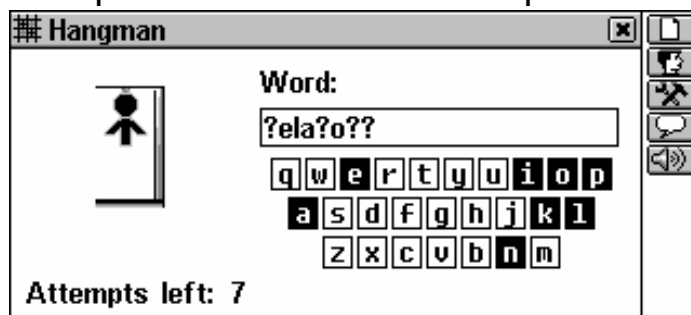 Hangman
Word:
?ela?o??
q w e r t y u i o p
a s d f g h j k l
z x c v b n m
Attempts left: 7